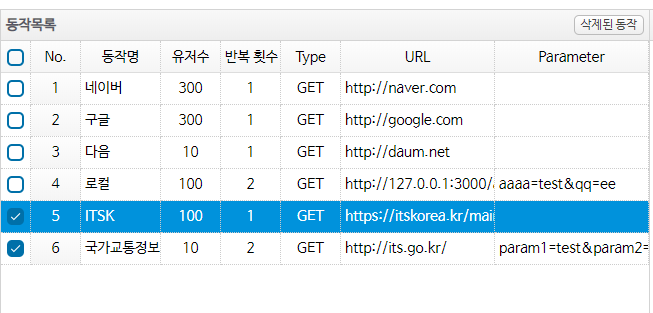 동작목록 삭제된 동작
No. 동작명 유저수 반복 횟수 Type URL Parameter
1 네이버 300 1 GET http://naver.com
2 구글 300 1 GET http://google.com
3 다음 10 1 GET http://daum.net
4 로컬 100 2 GET http://127.0.0.1:3000/ aaaa=test&qq=ee
5 ITSK 100 1 GET https://itskorea.kr/mai
6 국가교통정보 10 2 GET http://its.go.kr/ param1=test&param2=